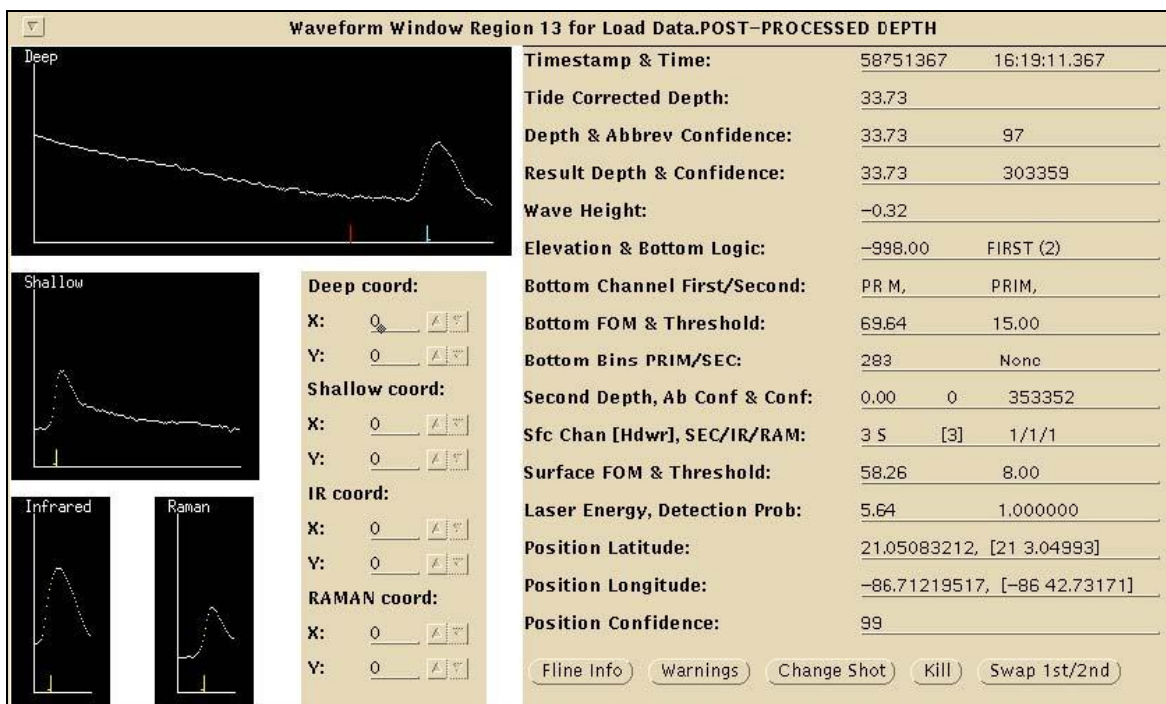 Waveform Window Region 13 for Load Data.POST-PROCESSED DEPTH
Deep
Shallow
Infrared
Raman
Deep coord:
X: 0
Y: 0
Shallow coord:
X: 0
Y: 0
IR coord:
X: 0
Y: 0
RAMAN coord:
X: 0
Y: 0
Timestamp & Time: 58751367 16:19:11.367
Tide Corrected Depth: 33.73
Depth & Abbrev Confidence: 33.73 97
Result Depth & Confidence: 33.73 303359
Wave Height: -0.32
Elevation & Bottom Logic: -998.00 FIRST (2)
Bottom Channel First/Second: PR M, PRIM,
Bottom FOM & Threshold: 69.64 15.00
Bottom Bins PRIM/SEC: 283 None
Second Depth, Ab Conf & Conf: 0.00 0 353352
Sfc Chan [Hdwr], SEC/IR/RAM: 3 S [3] 1/1/1
Surface FOM & Threshold: 58.26 8.00
Laser Energy, Detection Prob: 5.64 1.000000
Position Latitude: 21.05083212, [21 3.04993]
Position Longitude: -86.71219517, [-86 42.73171]
Position Confidence: 99
Fline Info Warnings Change Shot Kill Swap 1st/2nd